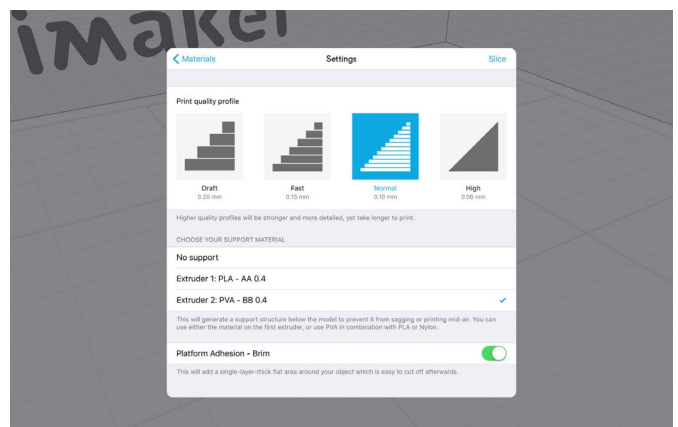 imaker
Materials
Settings
Slice
Print quality profile
Draft
0.20 mm
Fast
0.15 mm
Normal
0.10 mm
High
0.06 mm
Higher quality profiles will be stronger and more detailed, yet take longer to print.
CHOOSE YOUR SUPPORT MATERIAL
No support
Extruder 1: PLA - AA 0.4
Extruder 2: PVA - BB 0.4
This will generate a support structure below the model to prevent it from sagging or printing mid-air. You can
use either the material on the first extruder, or use PVA in combination with PLA or Nylon.
Platform Adhesion - Brim
This will add a single-layer-thick flat area around your object which is easy to cut off afterwards.